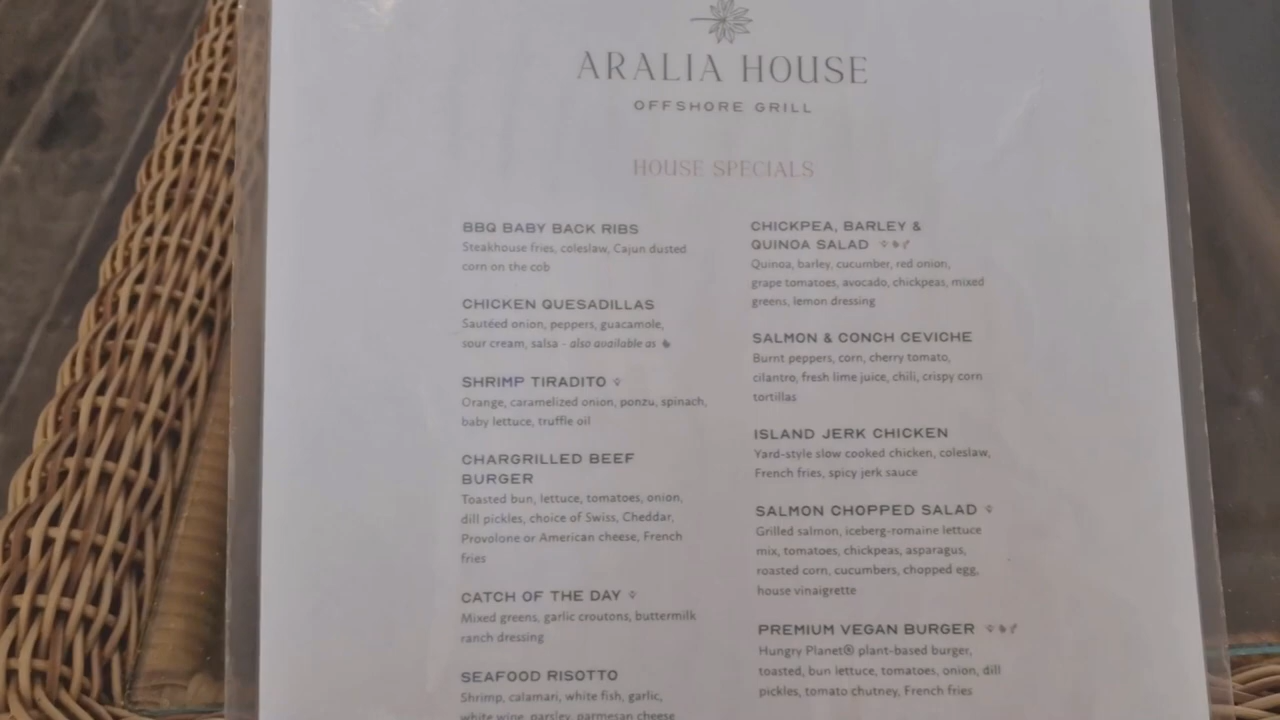 ARALIA HOUSE
OFFSHORE GRILL
HOUSE SPECIALS
BBQ BABY BACK RIBS
Steakhouse fries, coleslaw, Cajun dusted
corn on the cob
CHICKEN QUESADILLAS
Sautéed onion, peppers, guacamole,
sour cream, salsa - also available as
SHRIMP TIRADITO
Orange, caramelized onion, ponzu, spinach,
baby lettuce, truffle oil
CHARGRILLED BEEF
BURGER
Toasted bun, lettuce, tomatoes, onion,
dill pickles, choice of Swiss, Cheddar,
Provolone or American cheese, French
fries
CATCH OF THE DAY
Mixed greens, garlic croutons, buttermilk
ranch dressing
SEAFOOD RISOTTO
Shrimp, calamari, white fish, garlic,
white wine, parsley, parmesan cheese
CHICKPEA, BARLEY &
QUINOA SALAD
Quinoa, barley, cucumber, red onion,
grape tomatoes, avocado, chickpeas, mixed
greens, lemon dressing
SALMON & CONCH CEVICHE
Burnt peppers, corn, cherry tomato,
cilantro, fresh lime juice, chili, crispy corn
tortillas
ISLAND JERK CHICKEN
Yard-style slow cooked chicken, coleslaw,
French fries, spicy jerk sauce
SALMON CHOPPED SALAD
Grilled salmon, iceberg-romaine lettuce
mix, tomatoes, chickpeas, asparagus,
roasted corn, cucumbers, chopped egg,
house vinaigrette
PREMIUM VEGAN BURGER
Hungry Planet® plant-based burger,
toasted, bun lettuce, tomatoes, onion, dill
pickles, tomato chutney, French fries